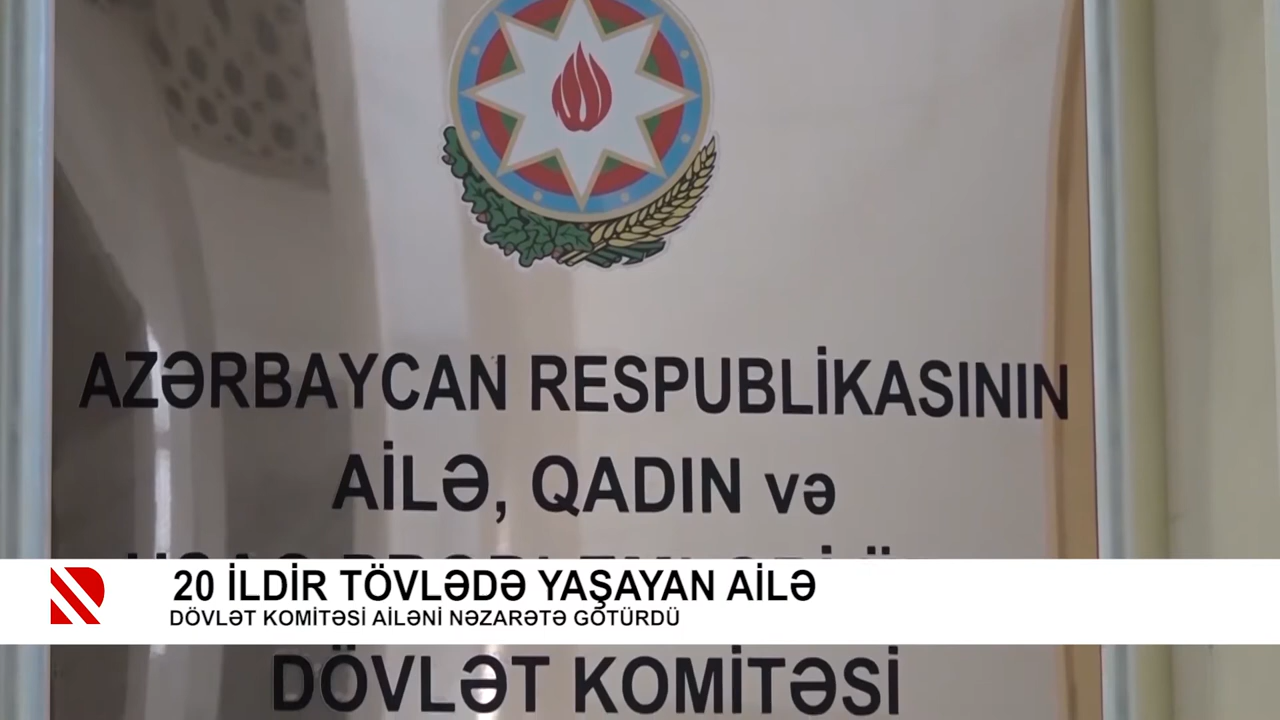 AZƏRBAYCAN RESPUBLİKASININ
AİLƏ, QADIN və
20 İLDİR TÖVLƏDƏ YAŞAYAN AİLƏ
DÖVLƏT KOMİTƏSİ AİLƏNİ NƏZARƏTƏ GÖTÜRDÜ
DÖVLƏT KOMİTƏSİ